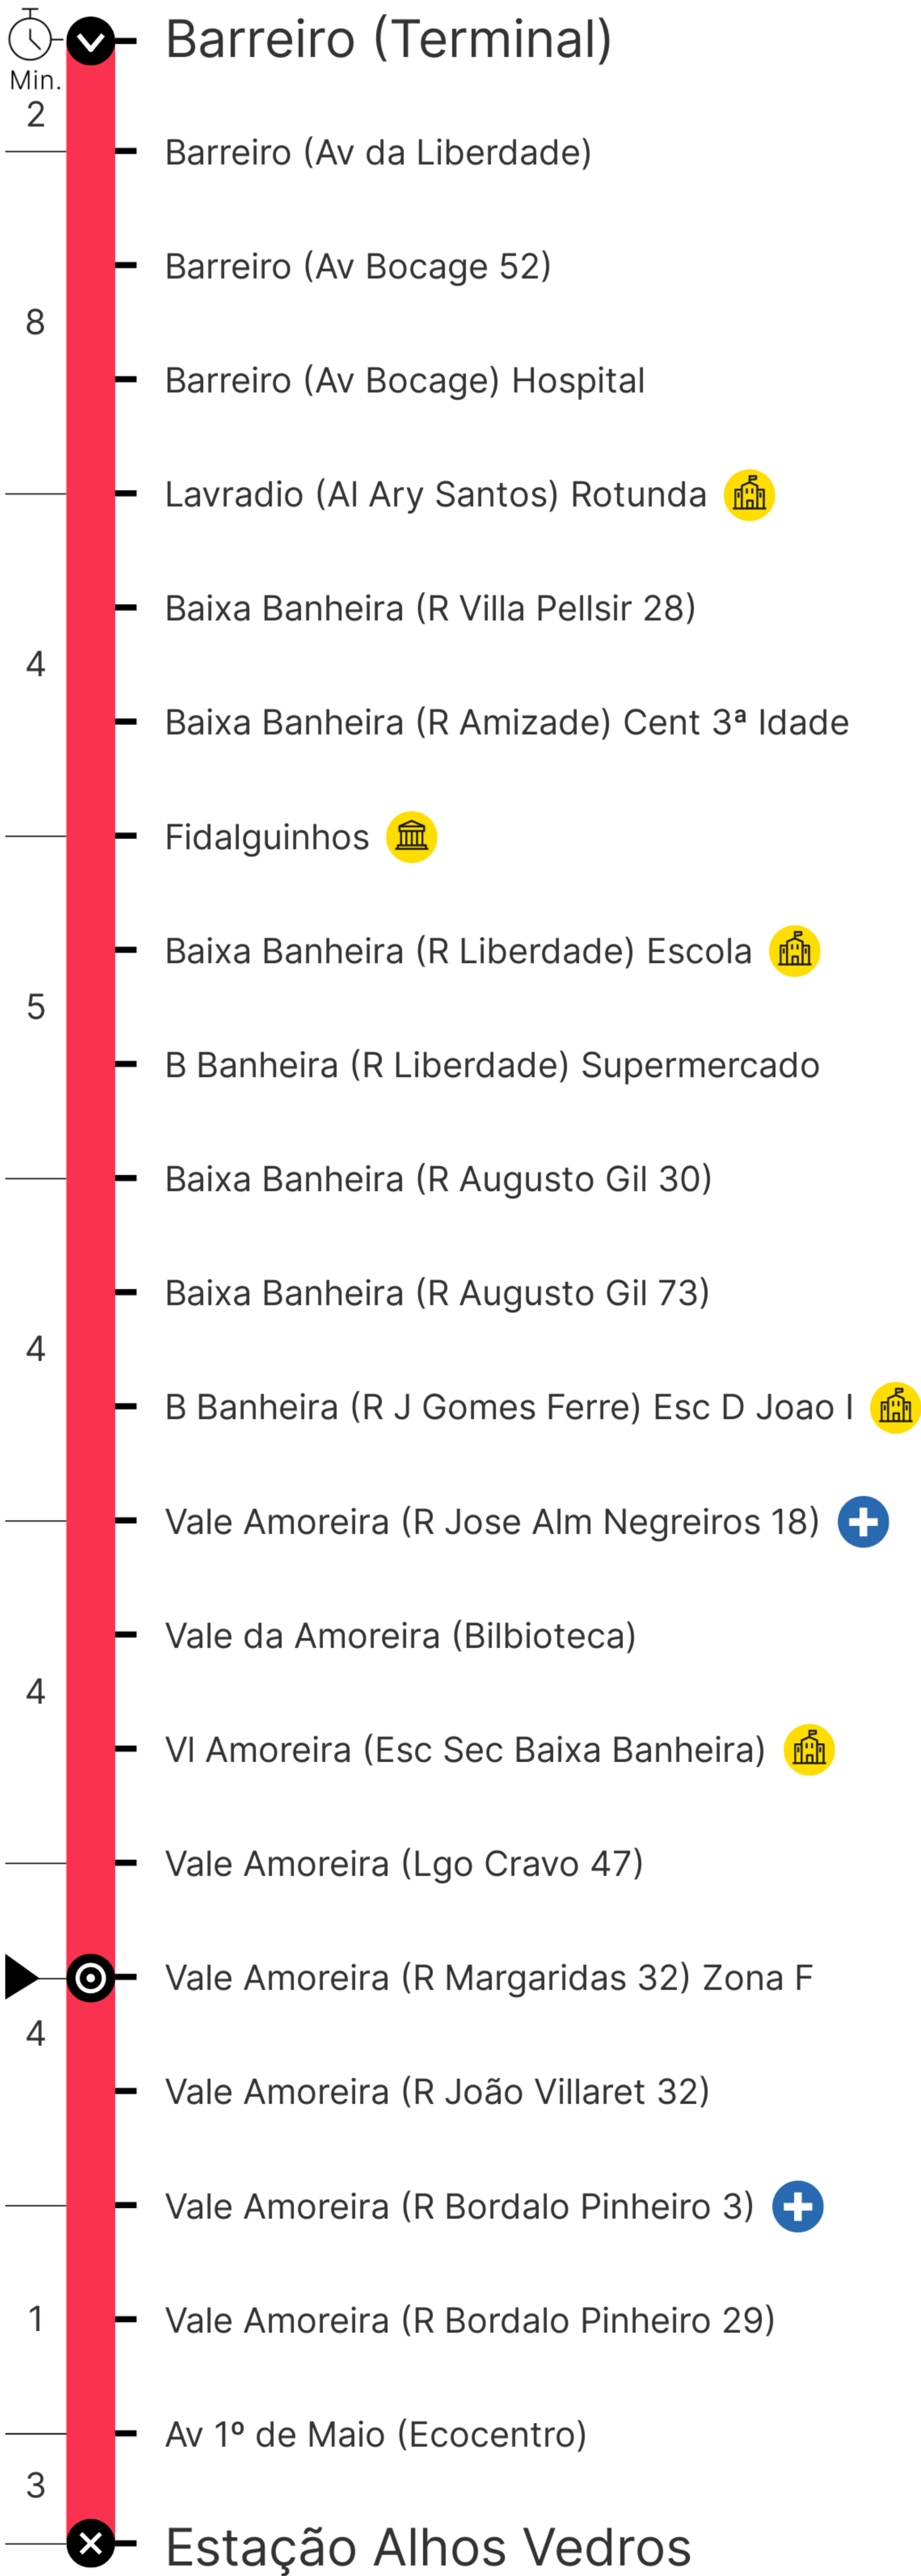 Barreiro (Terminal)
Min.
2
Barreiro (Av da Liberdade)
Barreiro (Av Bocage 52)
8
Barreiro (Av Bocage) Hospital
Lavradio (Al Ary Santos) Rotunda
Baixa Banheira (R Villa Pellsir 28)
4
Baixa Banheira (R Amizade) Cent 3ª Idade
Fidalguinhos
Baixa Banheira (R Liberdade) Escola
5
B Banheira (R Liberdade) Supermercado
Baixa Banheira (R Augusto Gil 30)
Baixa Banheira (R Augusto Gil 73)
4
B Banheira (R J Gomes Ferre) Esc D Joao I
Vale Amoreira (R Jose Alm Negreiros 18)
Vale da Amoreira (Bilbioteca)
4
Vl Amoreira (Esc Sec Baixa Banheira)
Vale Amoreira (Lgo Cravo 47)
Vale Amoreira (R Margaridas 32) Zona F
4
Vale Amoreira (R João Villaret 32)
Vale Amoreira (R Bordalo Pinheiro 3)
1
Vale Amoreira (R Bordalo Pinheiro 29)
Av 1º de Maio (Ecocentro)
3
Estação Alhos Vedros